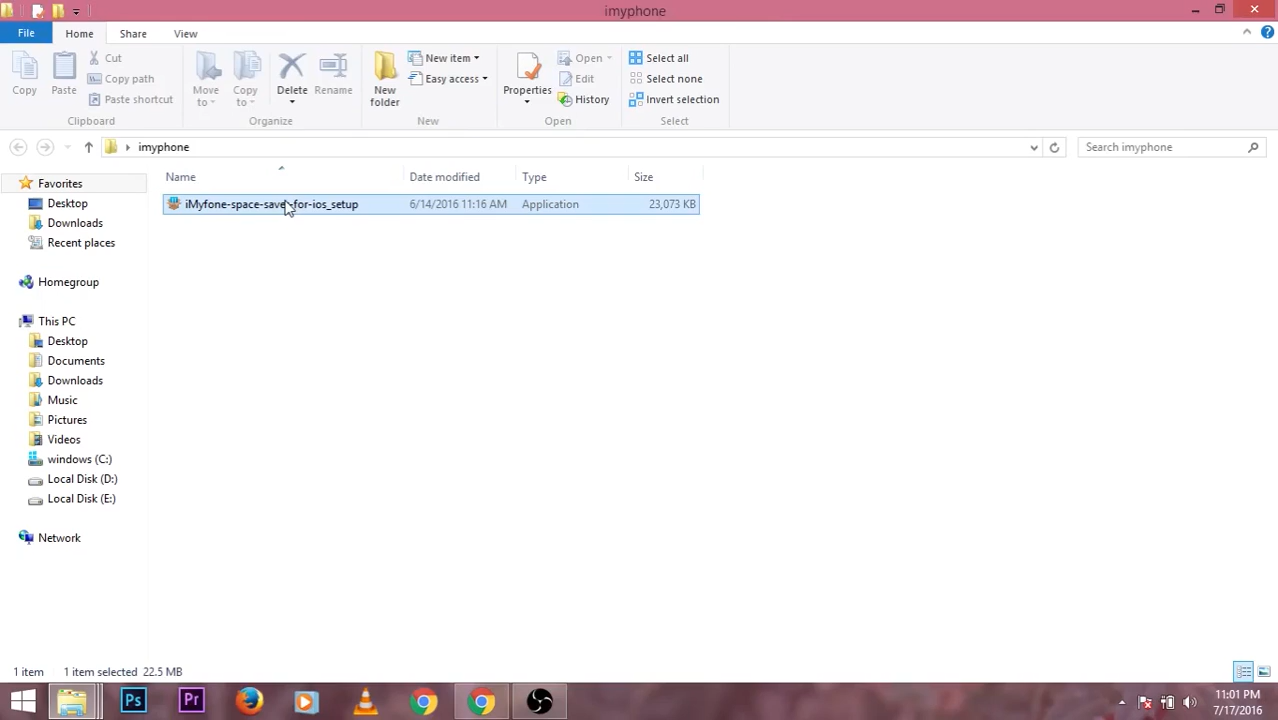 imyphone
File Home Share View
Copy Paste Cut Copy path Paste shortcut Clipboard
Move to Copy to Delete Rename Organize
New folder New item Easy access New
Properties Open Edit History Open
Select all Select none Invert selection Select
imyphone Search imyphone
Name Date modified Type Size
iMyfone-space-saver-for-ios_setup 6/14/2016 11:16 AM Application 23,073 KB
Favorites
Desktop
Downloads
Recent places
Homegroup
This PC
Desktop
Documents
Downloads
Music
Pictures
Videos
windows (C:)
Local Disk (D:)
Local Disk (E:)
Network
1 item 1 item selected 22.5 MB
Ps Pr
11:01 PM
7/17/2016